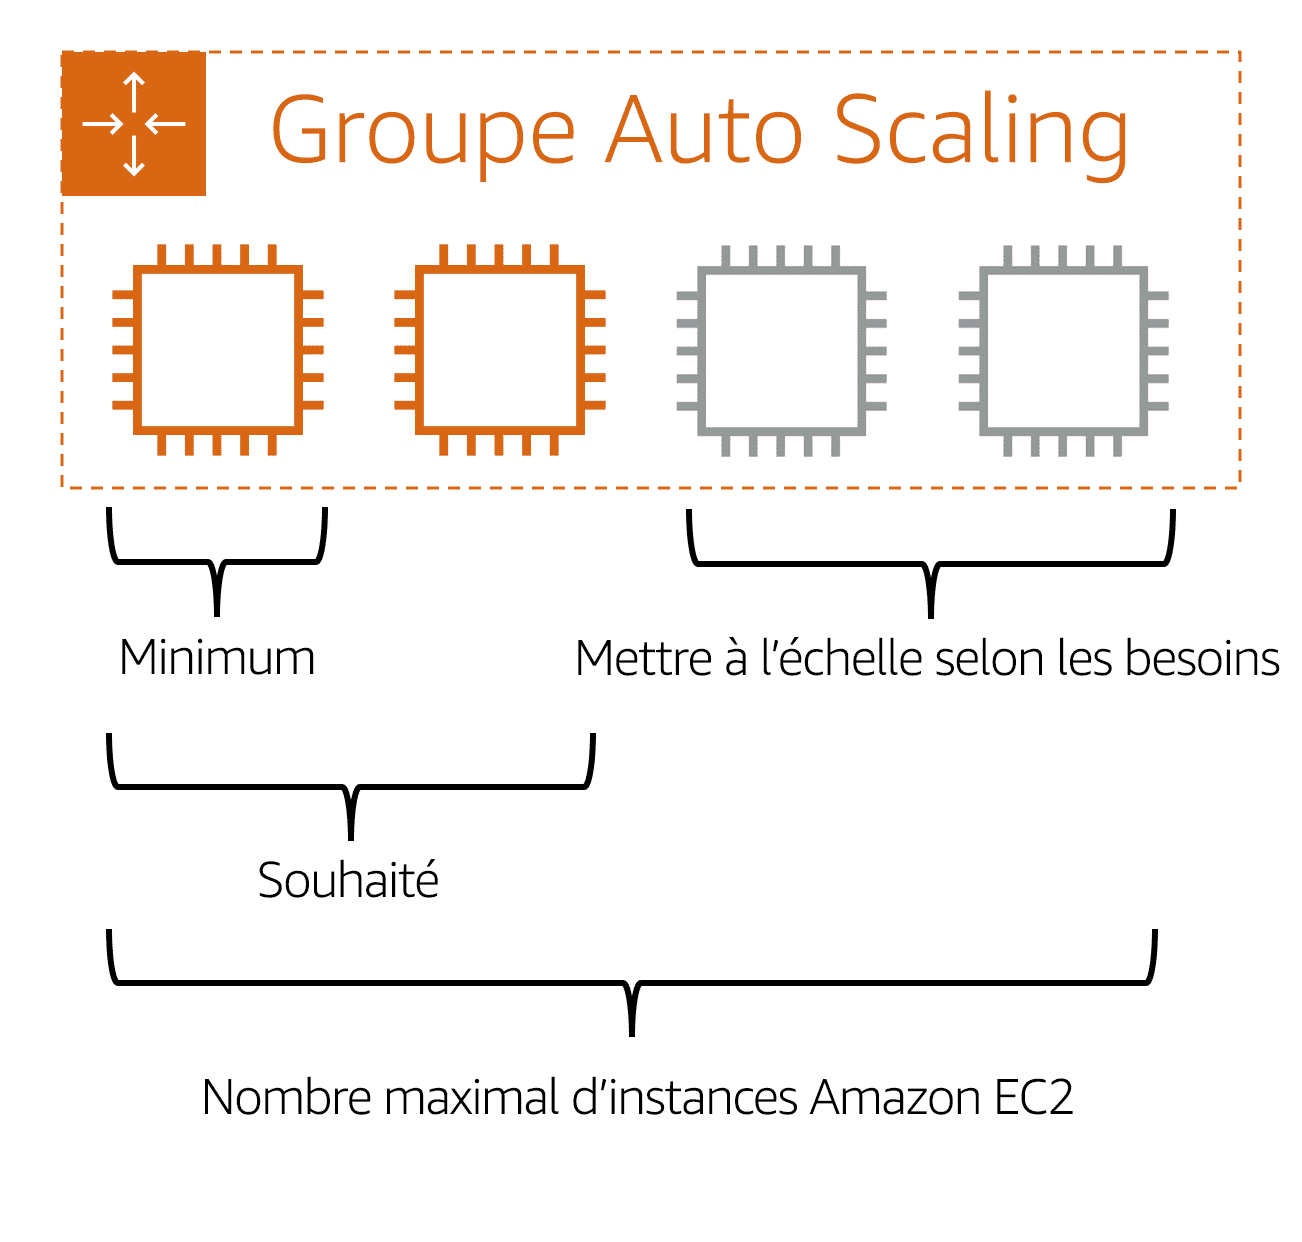 Groupe Auto Scaling
Minimum
Mettre à l’échelle selon les besoins
Souhaité
Nombre maximal d’instances Amazon EC2